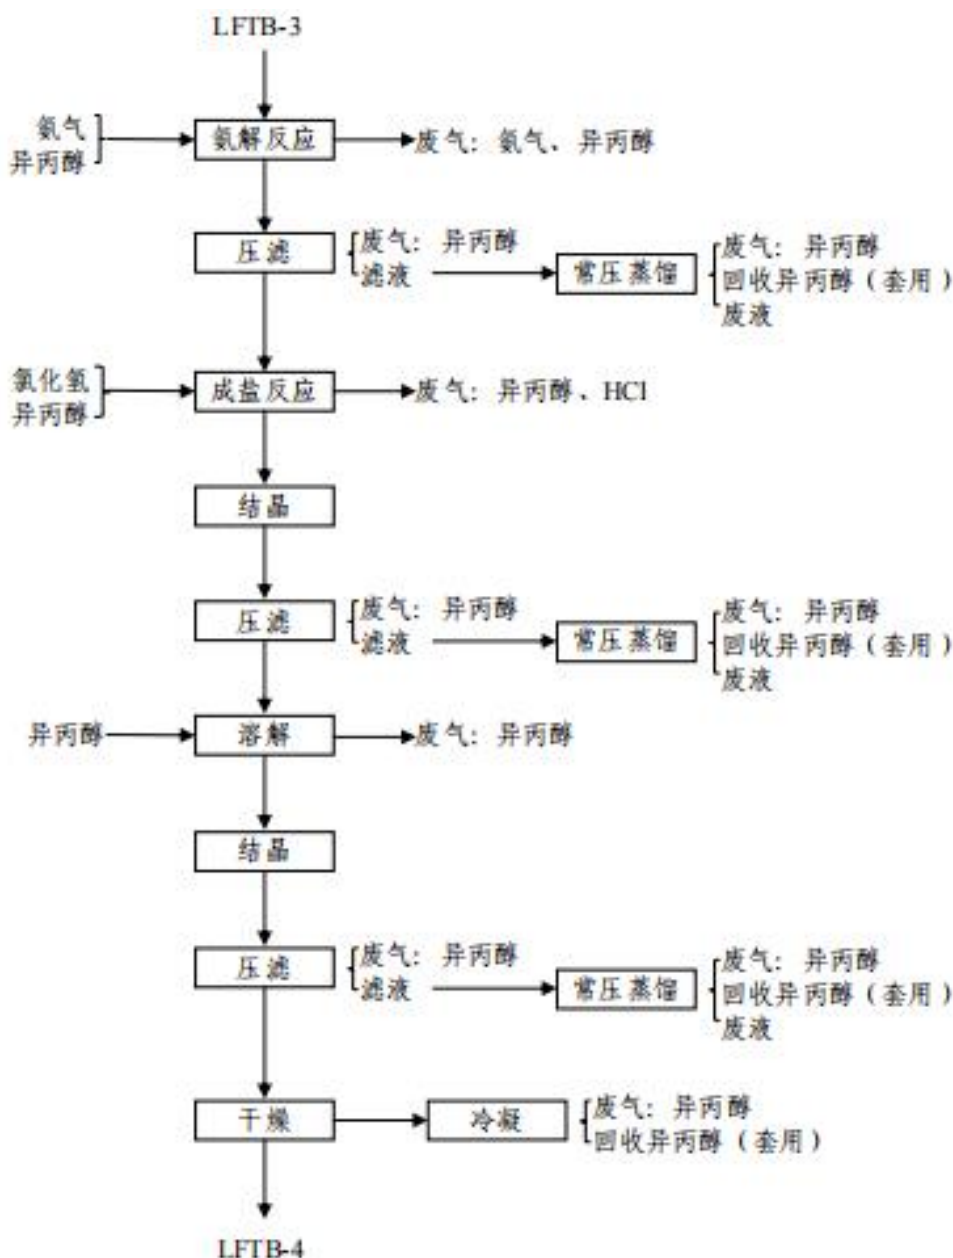 LFTB-3
氨气
异丙醇
氨解反应
废气：氨气、异丙醇
压滤
废气：异丙醇
滤液
常压蒸馏
废气：异丙醇
回收异丙醇（套用）
废液
氯化氢
异丙醇
成盐反应
废气：异丙醇、HCl
结晶
压滤
废气：异丙醇
滤液
常压蒸馏
废气：异丙醇
回收异丙醇（套用）
废液
异丙醇
溶解
废气：异丙醇
结晶
压滤
废气：异丙醇
滤液
常压蒸馏
废气：异丙醇
回收异丙醇（套用）
废液
干燥
冷凝
废气：异丙醇
回收异丙醇（套用）
LFTB-4